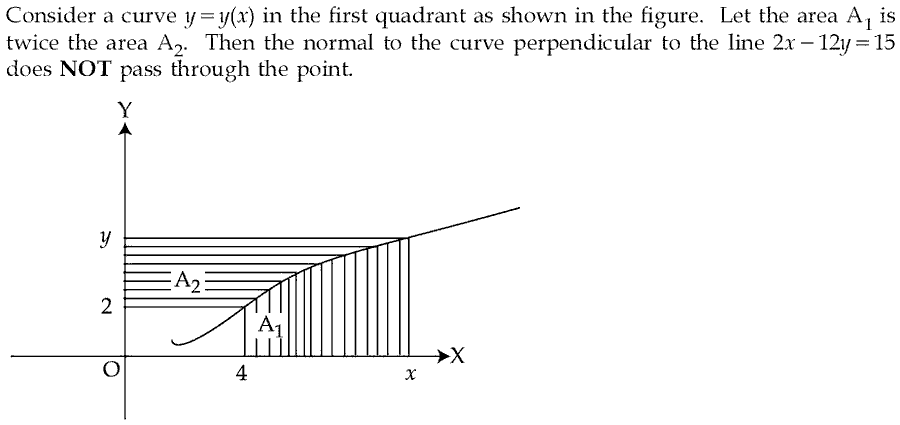 Consider a curve y = y(x) in the first quadrant as shown in the figure. Let the area A₁ is
twice the area A₂. Then the normal to the curve perpendicular to the line 2x – 12y = 15
does NOT pass through the point.
Y
y
A₂
2
A₁
X
O
4
x